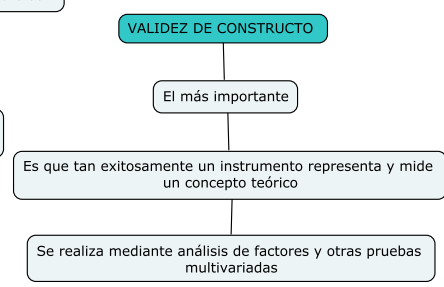 VALIDEZ DE CONSTRUCTO
El más importante
Es que tan exitosamente un instrumento representa y mide
un concepto teórico
Se realiza mediante análisis de factores y otras pruebas
multivariadas